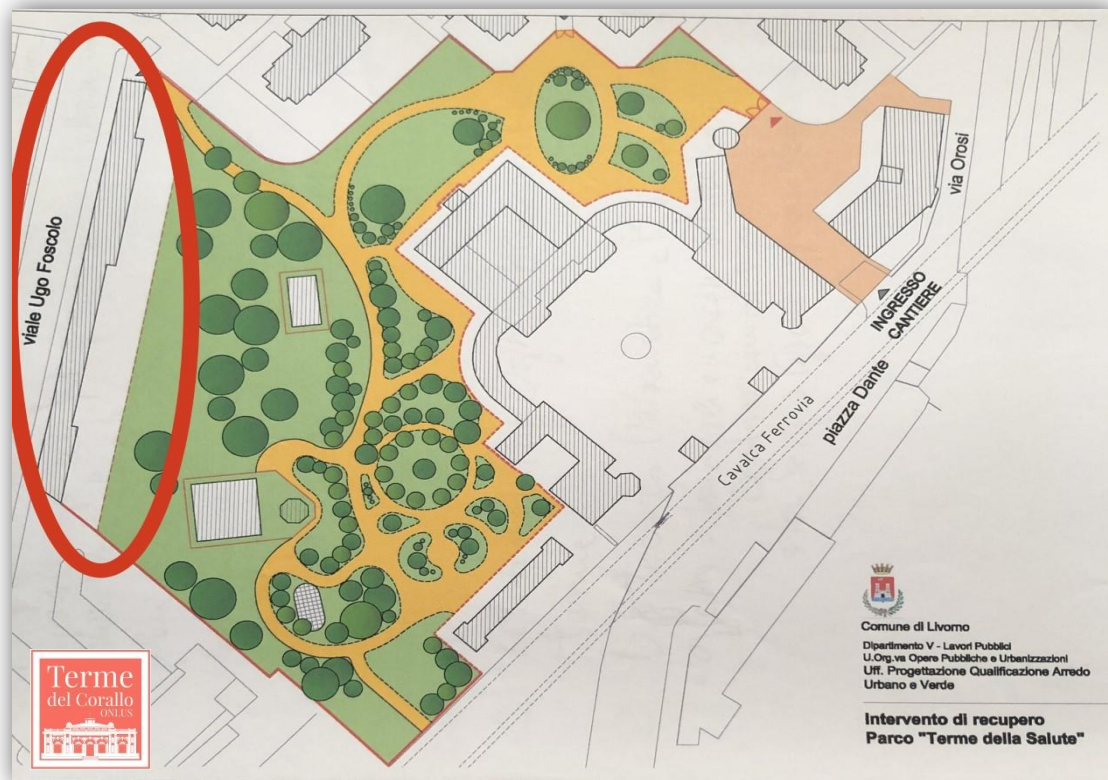 viale Ugo Foscolo
via Orosi
INGRESSO
CANTIERE
piazza Dante
Cavalca Ferrovia
Comune di Livorno
Dipartimento V - Lavori Pubblici
U.Org.va Opere Pubbliche e Urbanizzazioni
Uff. Progettazione Qualificazione Arredo
Urbano e Verde
Intervento di recupero
Parco "Terme della Salute"
Terme
del Corallo
ONLUS